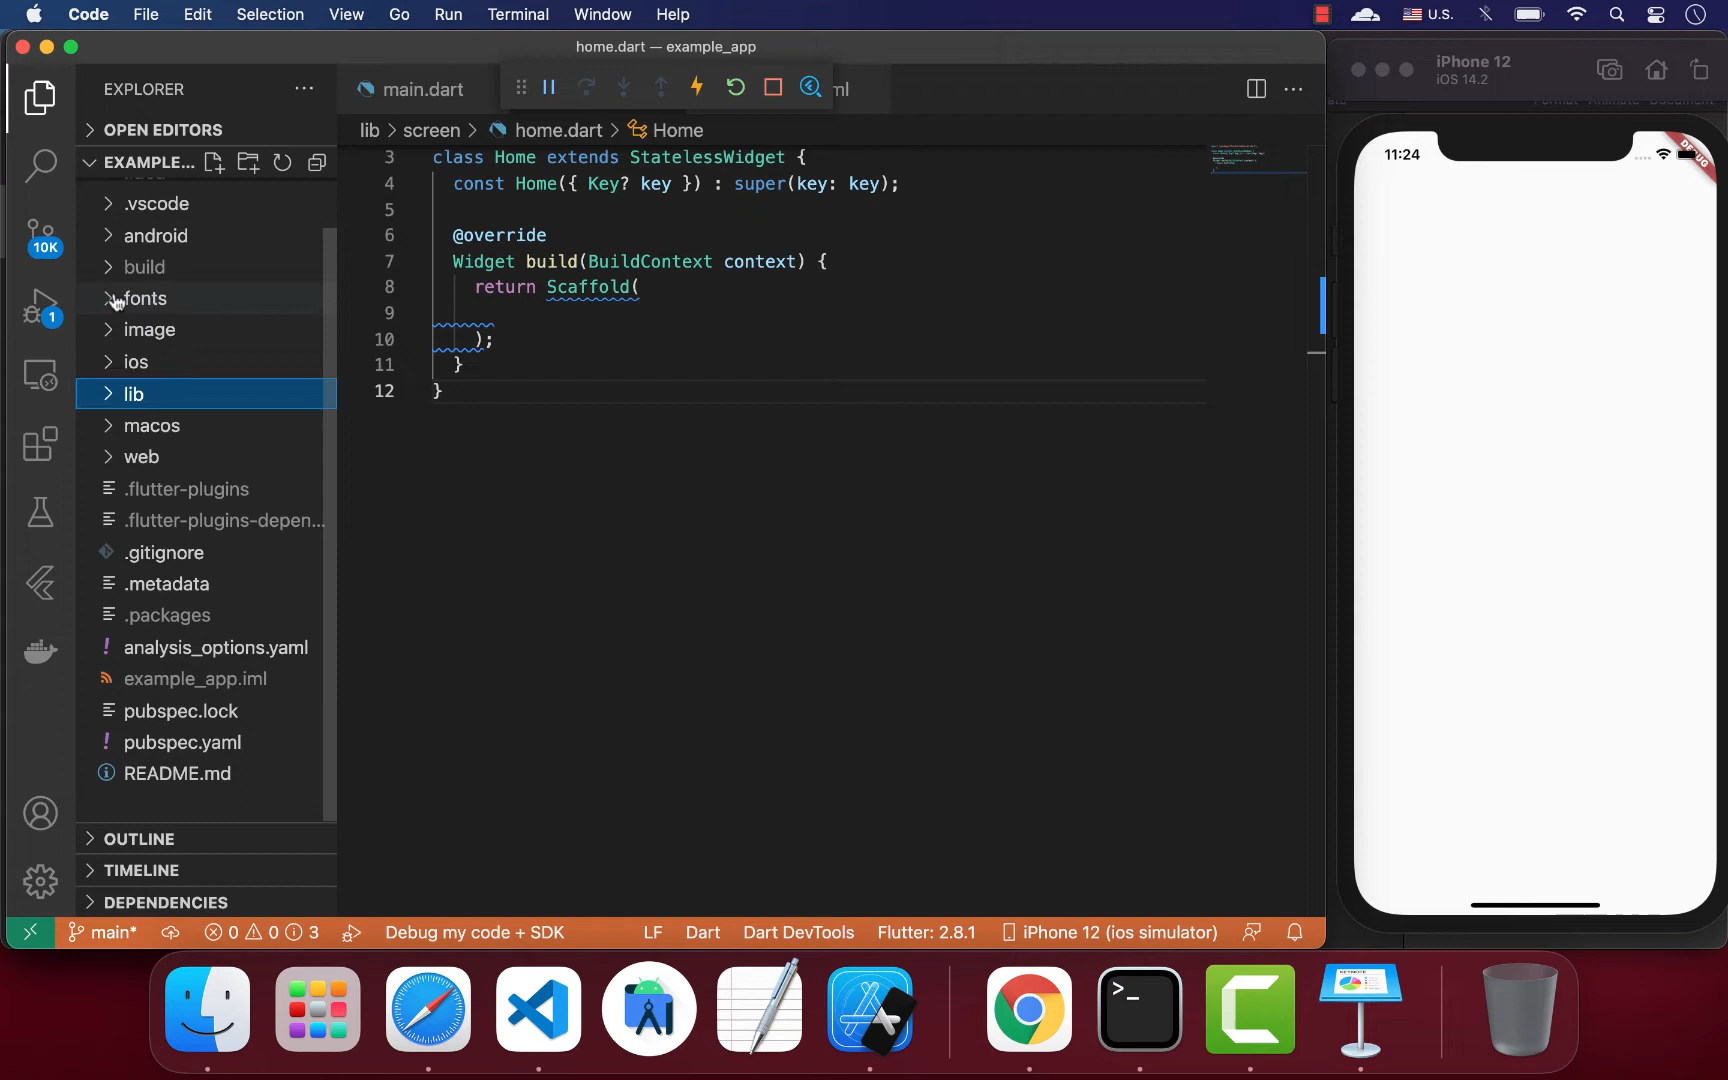 Code File Edit Selection View Go Run Terminal Window Help U.S.
home.dart — example_app
EXPLORER
main.dart
ml
OPEN EDITORS
lib > screen > home.dart > Home
EXAMPLE...
.vscode
android
build
fonts
image
ios
lib
macos
web
.flutter-plugins
.flutter-plugins-depen...
.gitignore
.metadata
.packages
analysis_options.yaml
example_app.iml
pubspec.lock
pubspec.yaml
README.md
OUTLINE
TIMELINE
DEPENDENCIES
10K
1
3 class Home extends StatelessWidget {
4 const Home({ Key? key }) : super(key: key);
5
6 @override
7 Widget build(BuildContext context) {
8 return Scaffold(
9
10 );
11 }
12 }
main* 0 0 3 Debug my code + SDK LF Dart Dart DevTools Flutter: 2.8.1 iPhone 12 (ios simulator)
iPhone 12
iOS 14.2
11:24
DEBUG